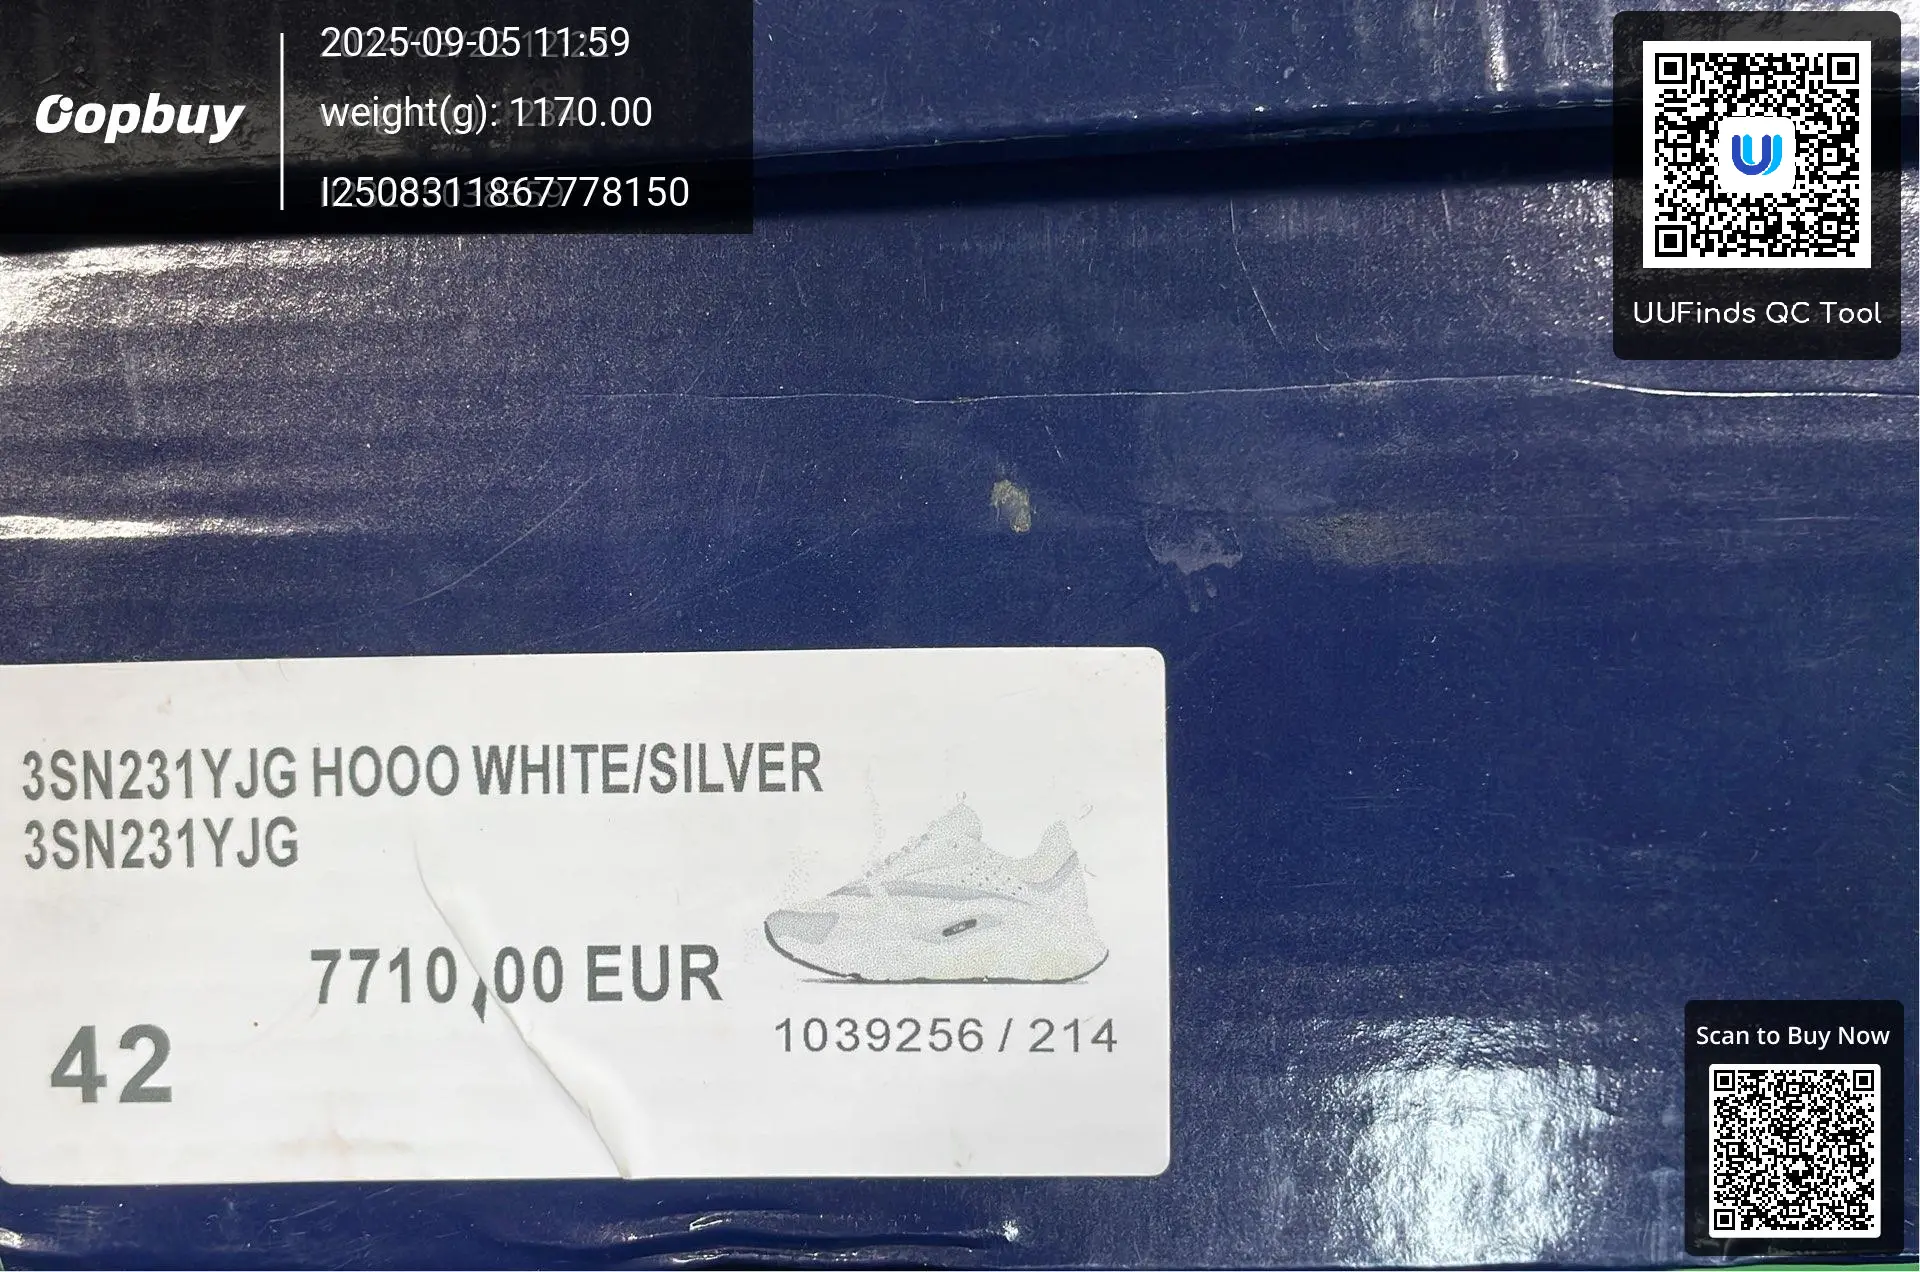 Oopbuy
2025-09-05 11:59
weight(g): 1170.00
I2508311867778150
UUFinds QC Tool
3SN231YJG HOOO WHITE/SILVER
3SN231YJG
7710,00 EUR
42
1039256 / 214
Scan to Buy Now